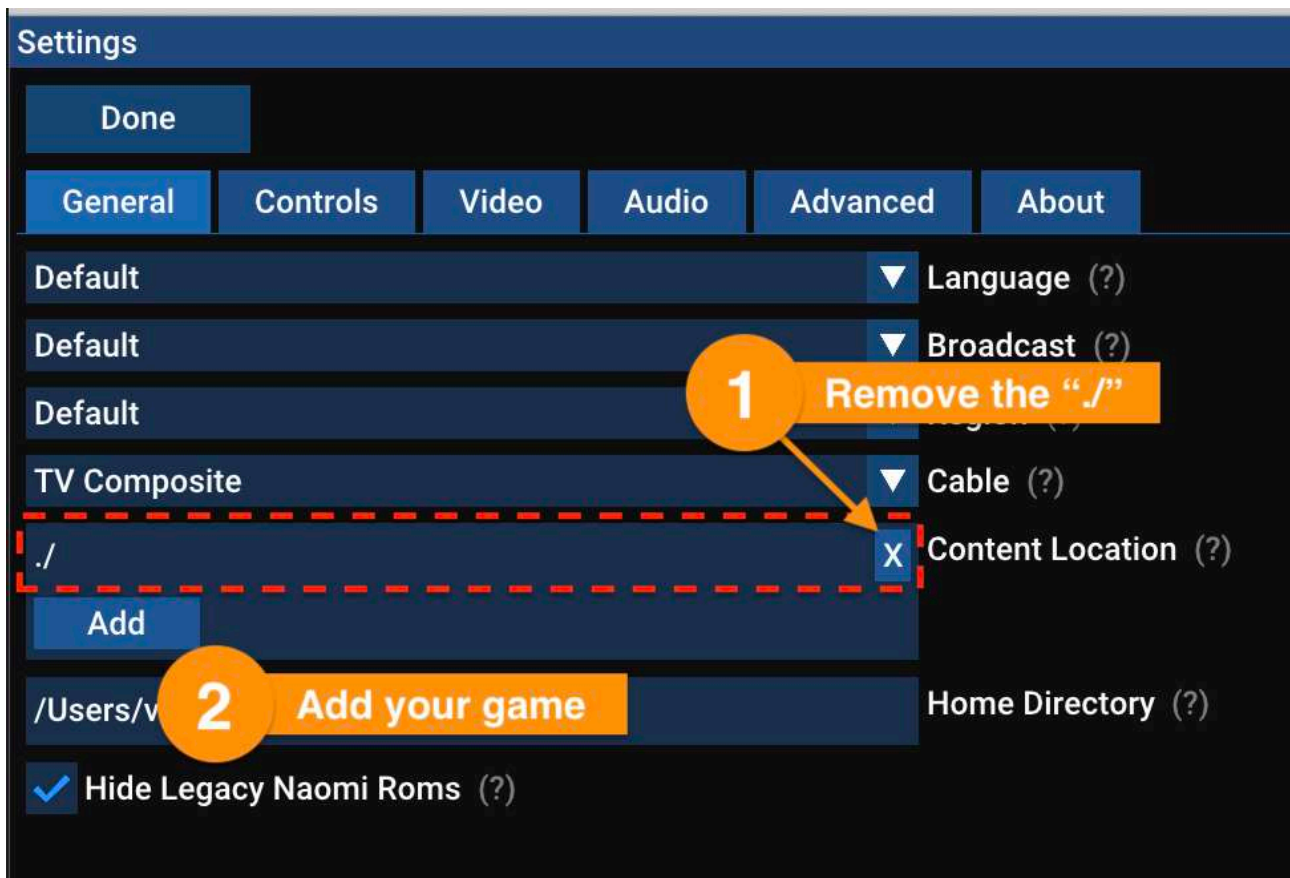 Settings
Done
General Controls Video Audio Advanced About
Default Language (?)
Default Broadcast (?)
1 Remove the “./”
Default
TV Composite Cable (?)
./ X Content Location (?)
Add
/Users/v Home Directory (?)
2 Add your game
Hide Legacy Naomi Roms (?)